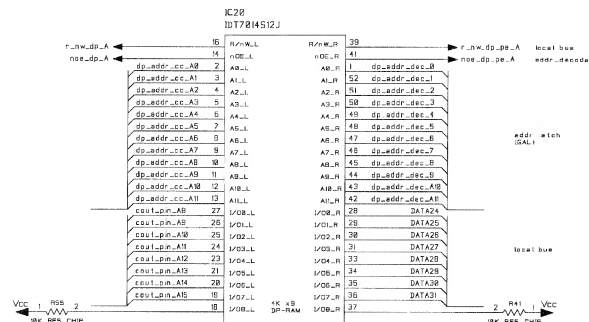 IC20
IDT7014S12J
r_nw_dp_A 16 R/nW_L R/nW_R 39 r_nw_dp_pe_A local bus
noe_dp_A 14 nOE_L nOE_R 41 noe_dp_pe_A addr_decode
dp_addr_cc_A0 2 A0_L A0_R 1 dp_addr_dec_0
dp_addr_cc_A1 3 A1_L A1_R 52 dp_addr_dec_1
dp_addr_cc_A2 4 A2_L A2_R 51 dp_addr_dec_2
dp_addr_cc_A3 5 A3_L A3_R 50 dp_addr_dec_3
dp_addr_cc_A4 6 A4_L A4_R 49 dp_addr_dec_4
dp_addr_cc_A5 7 A5_L A5_R 48 dp_addr_dec_5
dp_addr_cc_A6 8 A6_L A6_R 47 dp_addr_dec_6 addr
dp_addr_cc_A7 9 A7_L A7_R 46 dp_addr_dec_7 (GAL)
dp_addr_cc_A8 10 A8_L A8_R 45 dp_addr_dec_8
dp_addr_cc_A9 11 A9_L A9_R 44 dp_addr_dec_9
dp_addr_cc_A10 12 A10_L A10_R 43 dp_addr_dec_A10
dp_addr_cc_A11 13 A11_L A11_R 42 dp_addr_dec_A11
cout_pin_A8 27 I/O0_L I/O0_R 28 DATA24
cout_pin_A9 26 I/O1_L I/O1_R 29 DATA25
cout_pin_A10 25 I/O2_L I/O2_R 30 DATA26
cout_pin_A11 24 I/O3_L I/O3_R 31 DATA27 local bus
cout_pin_A12 23 I/O4_L I/O4_R 33 DATA28
cout_pin_A13 21 I/O5_L I/O5_R 34 DATA29
cout_pin_A14 20 I/O6_L I/O6_R 35 DATA30
cout_pin_A15 19 I/O7_L I/O7_R 36 DATA31
Vcc 1 R55 2 18 I/O8_L 4K x9 I/O8_R 37 2 R41 1 Vcc
10K RES CHIP DP-RAM 10K RES CHIP